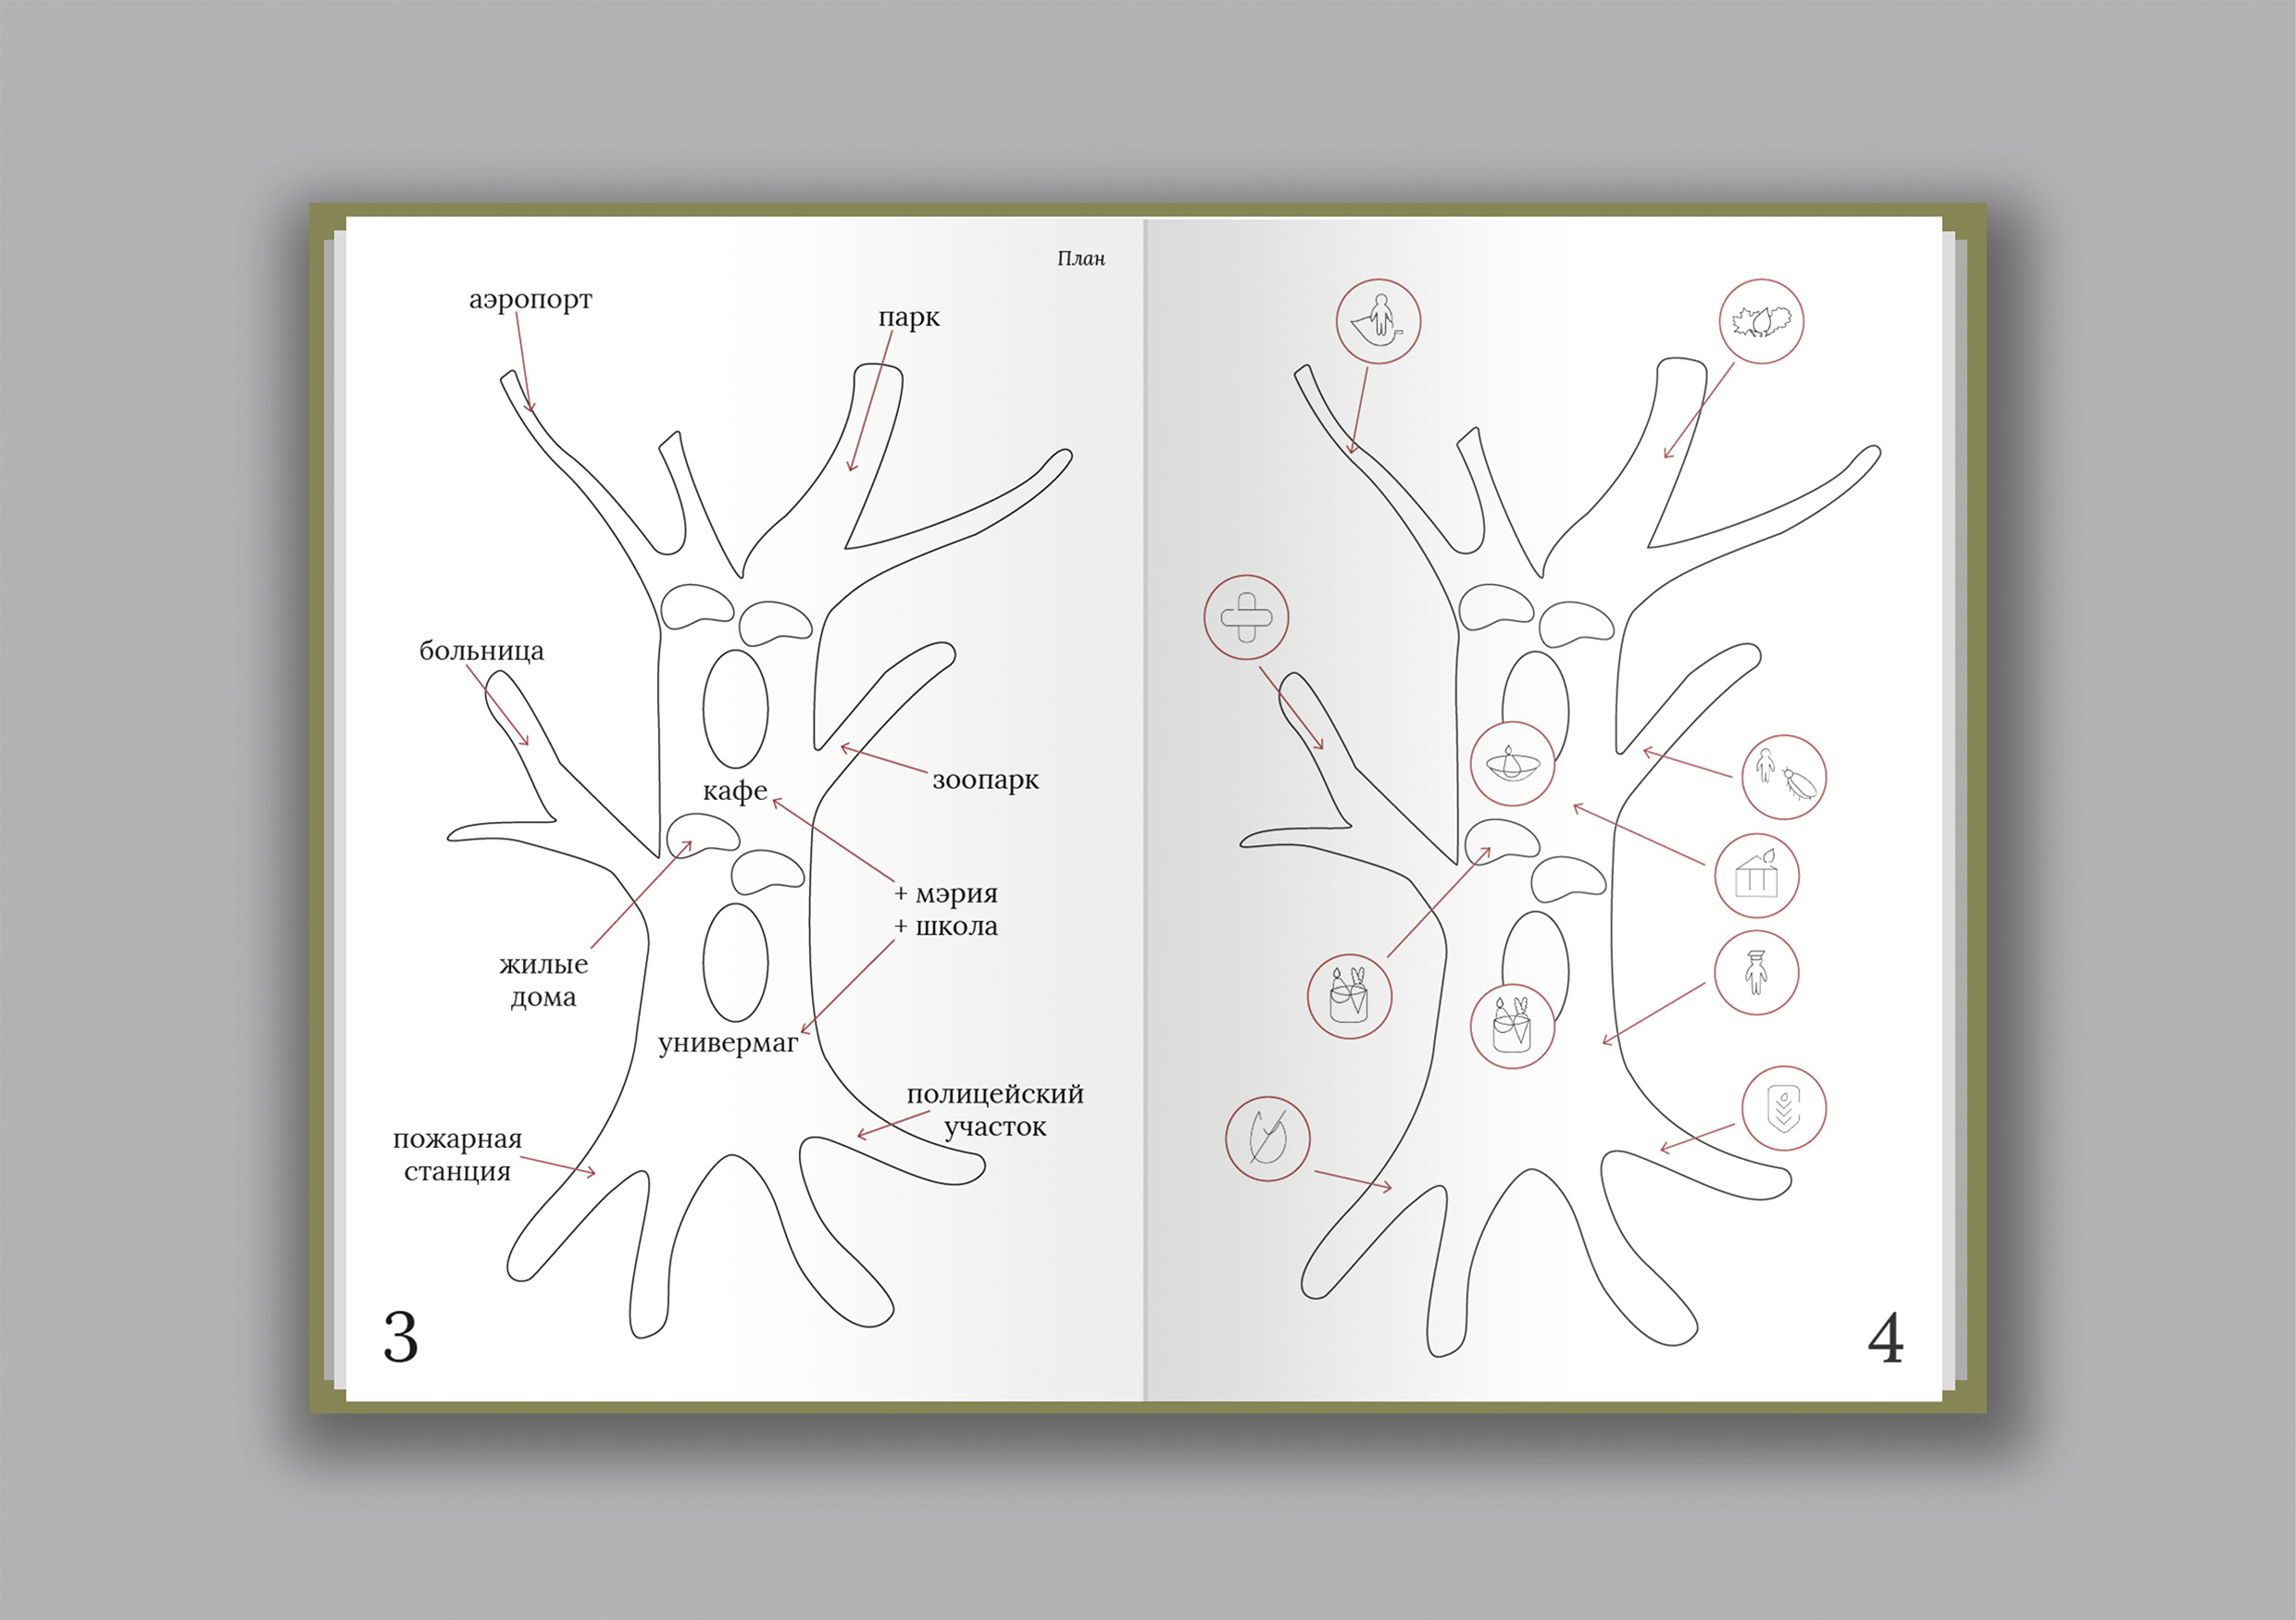 План
аэропорт
парк
больница
зоопарк
кафе
+ мэрия
+ школа
жилые
дома
универмаг
полицейский
участок
пожарная
станция
3
4